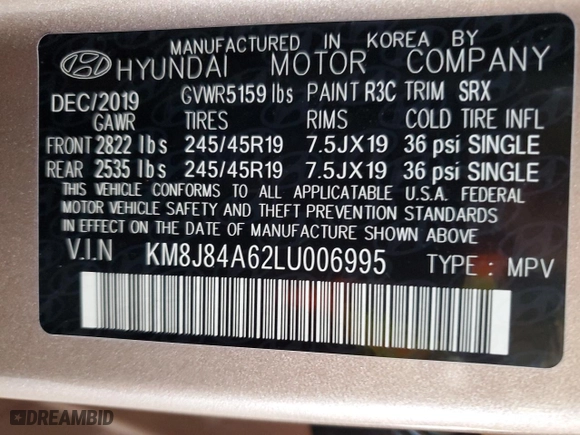 MANUFACTURED IN KOREA BY
HYUNDAI MOTOR COMPANY
DEC/2019 GVWR5159 lbs PAINT R3C TRIM SRX
GAWR TIRES RIMS COLD TIRE INFL
FRONT 2822 lbs 245/45R19 7.5JX19 36 psi SINGLE
REAR 2535 lbs 245/45R19 7.5JX19 36 psi SINGLE
THIS VEHICLE CONFORMS TO ALL APPLICATABLE U.S.A. FEDERAL
MOTOR VEHICLE SAFETY AND THEFT PREVENTION STANDARDS
IN EFFECT ON THE DATE OF MANUFACTURE SHOWN ABOVE
V.I.N KM8J84A62LU006995 TYPE : MPV
DREAMBID